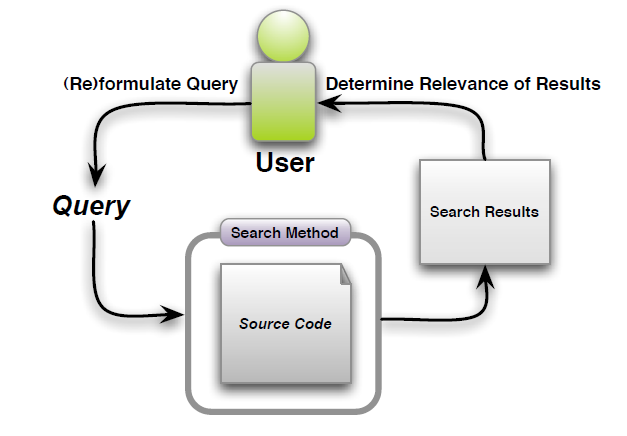 (Re)formulate Query
Determine Relevance of Results
User
Query
Search Results
Search Method
Source Code